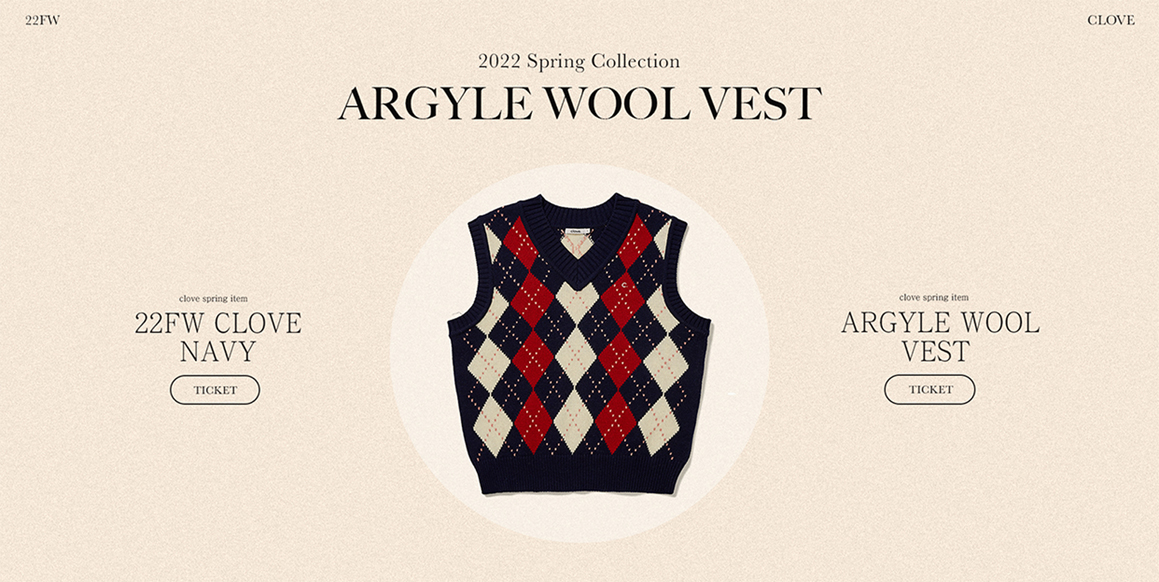 22FW
CLOVE
2022 Spring Collection
ARGYLE WOOL VEST
clove spring item
22FW CLOVE
NAVY
TICKET
clove spring item
ARGYLE WOOL
VEST
TICKET